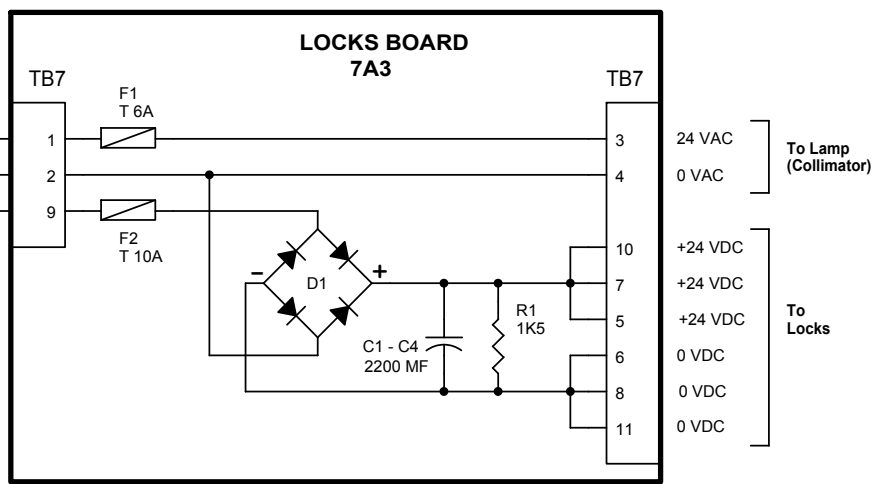 LOCKS BOARD
7A3
TB7
TB7
F1
T 6A
1
3
24 VAC
To Lamp
(Collimator)
2
4
0 VAC
9
F2
T 10A
10
+24 VDC
−
D1
+
7
+24 VDC
R1
1K5
5
+24 VDC
To
Locks
C1 - C4
2200 MF
6
0 VDC
8
0 VDC
11
0 VDC